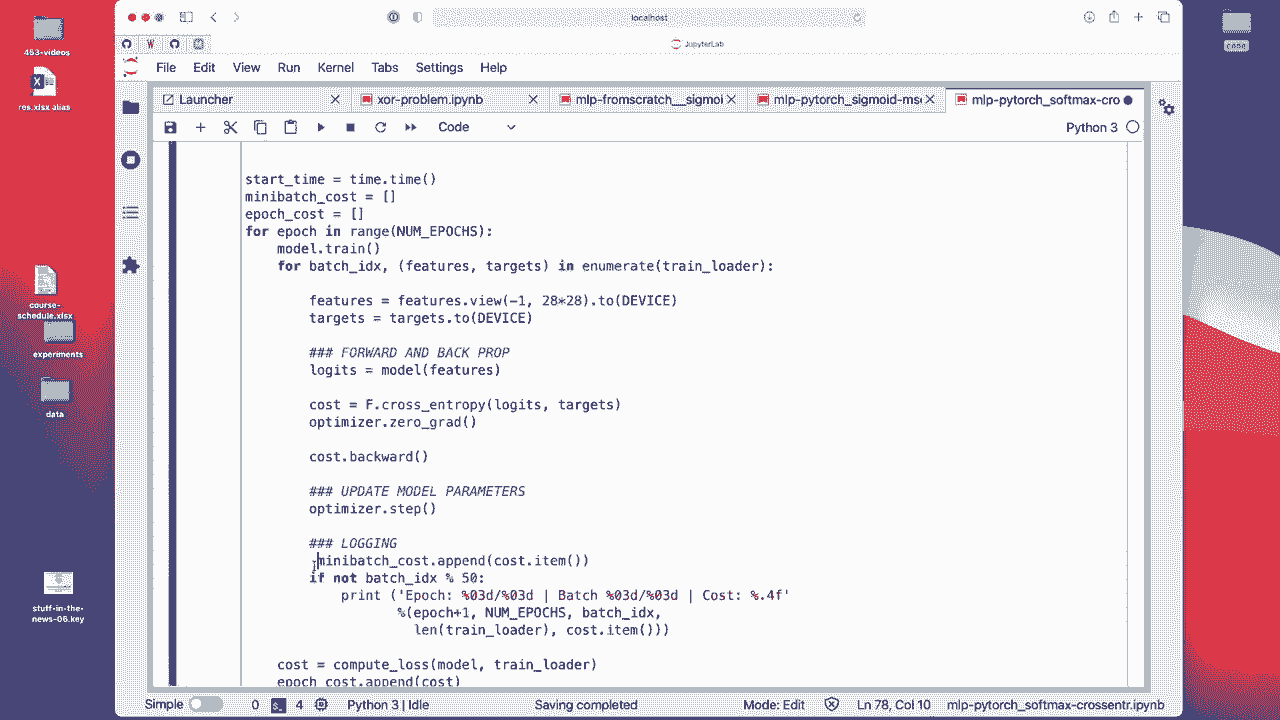 453-videos
res.xlsx alias
course-
schedule.xlsx
experiments
data
stuff-in-the
news-06.key
code
localhost
W
JupyterLab
File Edit View Run Kernel Tabs Settings Help
Launcher
xor-problem.ipynb
mlp-fromscratch__sigmoi
mlp-pytorch_sigmoid-ms
mlp-pytorch_softmax-cro
Code
Python 3
start_time = time.time()
minibatch_cost = []
epoch_cost = []
for epoch in range(NUM_EPOCHS):
model.train()
for batch_idx, (features, targets) in enumerate(train_loader):
features = features.view(-1, 28*28).to(DEVICE)
targets = targets.to(DEVICE)
### FORWARD AND BACK PROP
logits = model(features)
cost = F.cross_entropy(logits, targets)
optimizer.zero_grad()
cost.backward()
### UPDATE MODEL PARAMETERS
optimizer.step()
### LOGGING
minibatch_cost.append(cost.item())
if not batch_idx % 50:
print ('Epoch: %03d/%03d | Batch %03d/%03d | Cost: %.4f'
%(epoch+1, NUM_EPOCHS, batch_idx,
len(train_loader), cost.item()))
cost = compute_loss(model, train_loader)
epoch_cost.append(cost)
Simple 0 4 Python 3 | Idle Saving completed Mode: Edit Ln 78, Col 10 mlp-pytorch_softmax-crossentr.ipynb